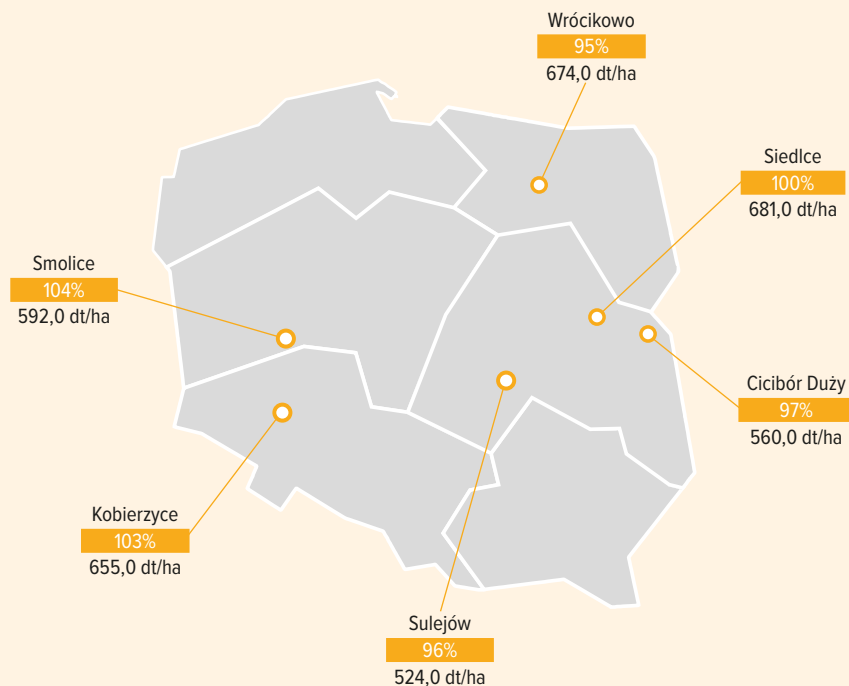 Wrócikowo
95%
674,0 dt/ha
Siedlce
100%
681,0 dt/ha
Smolice
104%
592,0 dt/ha
Cicibór Duży
97%
560,0 dt/ha
Kobierzyce
103%
655,0 dt/ha
Sulejów
96%
524,0 dt/ha